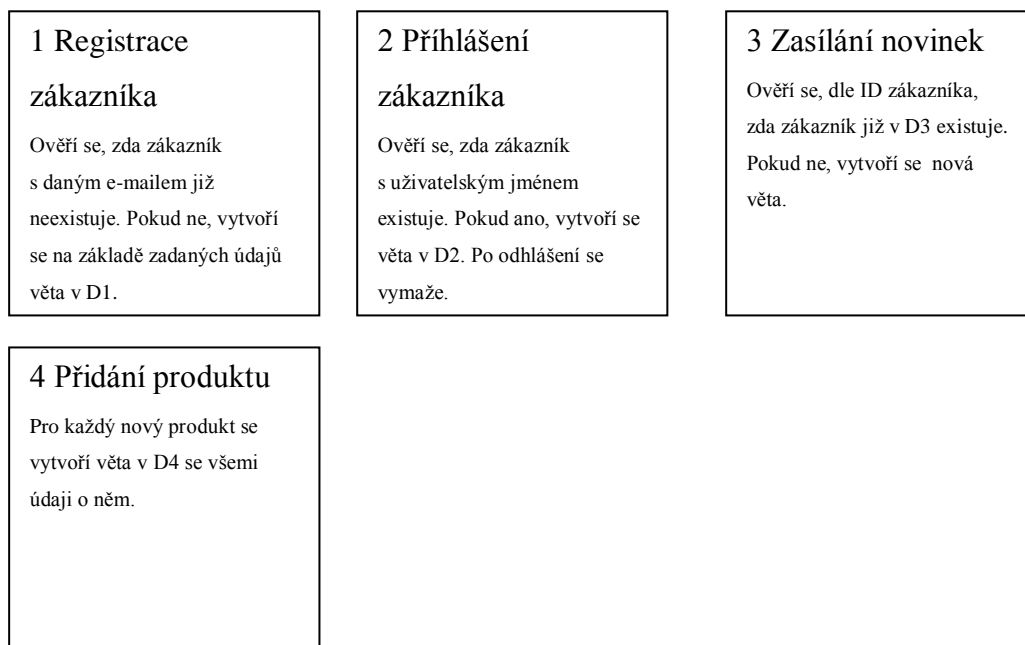 1 Registrace
zákazníka
Ověří se, zda zákazník
s daným e-mailem již
neexistuje. Pokud ne, vytvoří
se na základě zadaných údajů
věta v D1.
2 Příhlášení
zákazníka
Ověří se, zda zákazník
s uživatelským jménem
existuje. Pokud ano, vytvoří se
věta v D2. Po odhlášení se
vymaže.
3 Zasílání novinek
Ověří se, dle ID zákazníka,
zda zákazník již v D3 existuje.
Pokud ne, vytvoří se nová
věta.
4 Přidání produktu
Pro každý nový produkt se
vytvoří věta v D4 se všemi
údaji o něm.